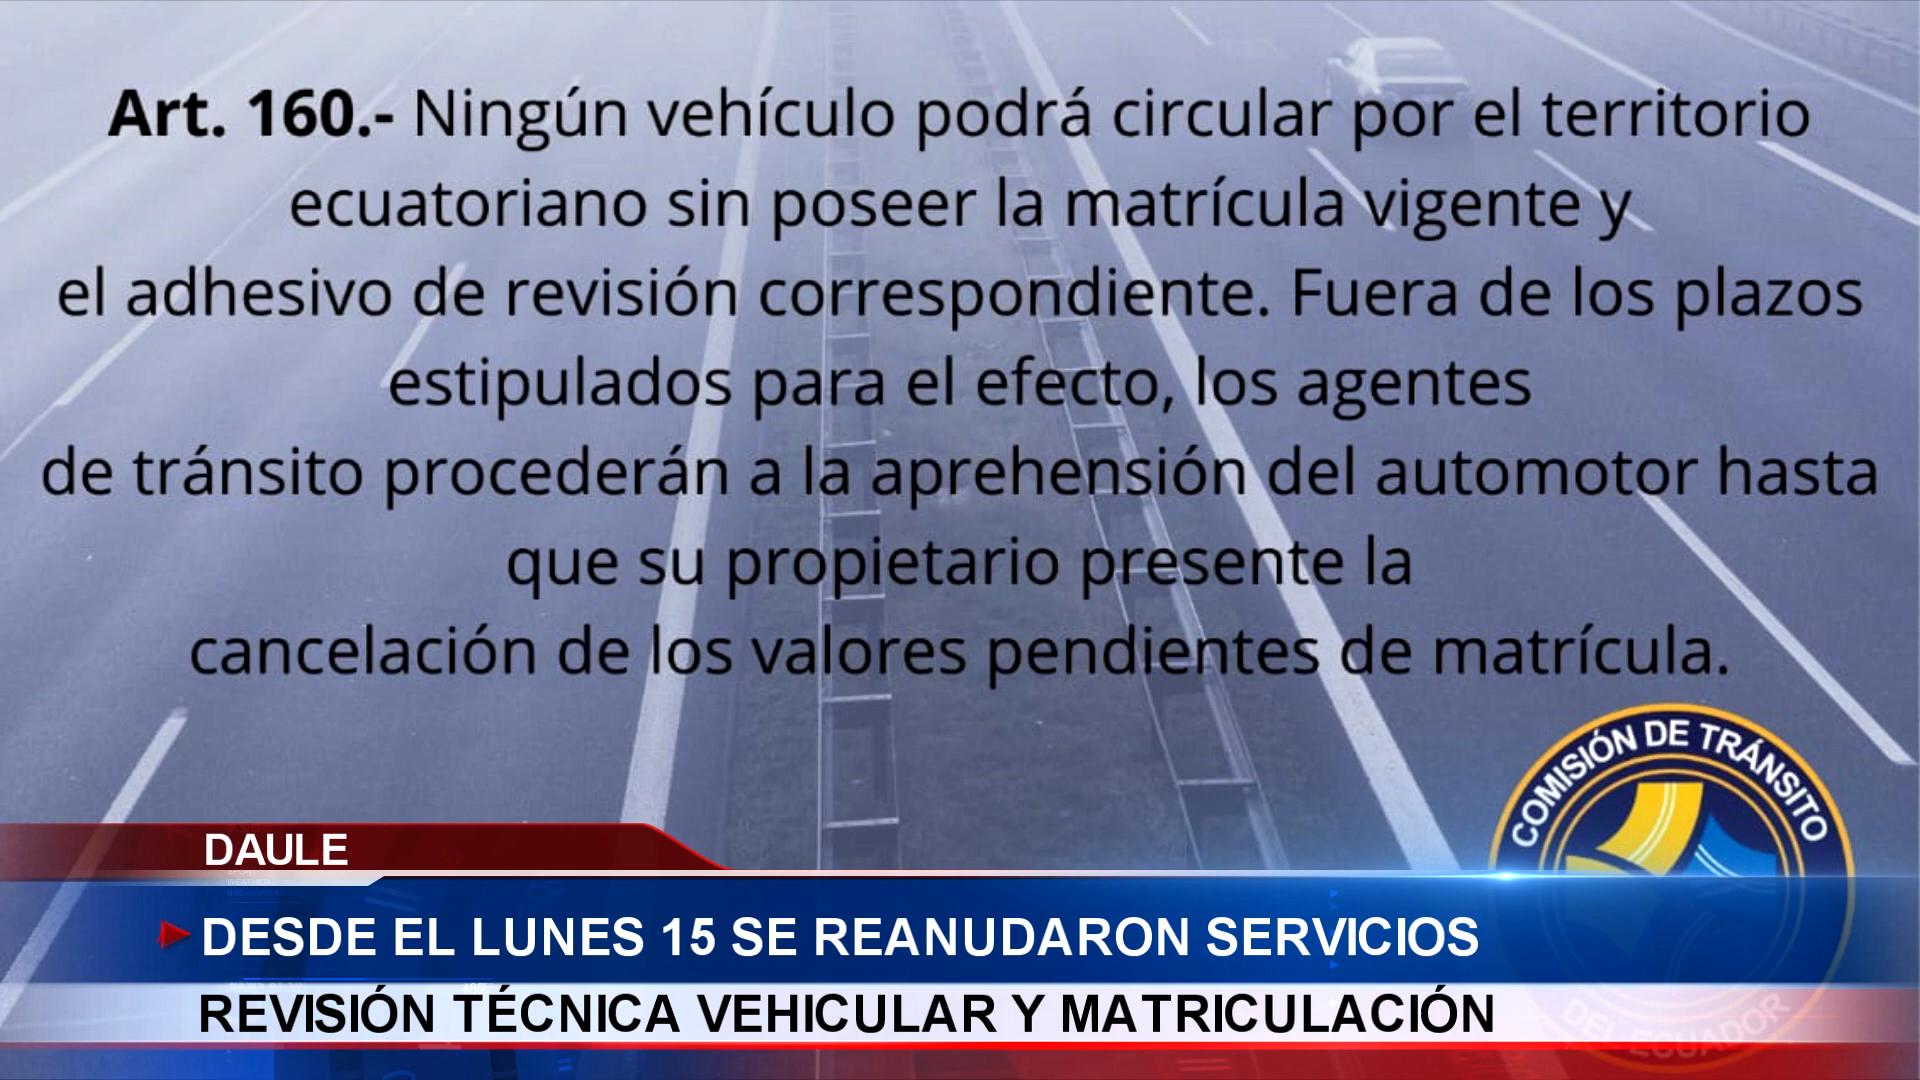 Art. 160.- Ningún vehículo podrá circular por el territorio
ecuatoriano sin poseer la matrícula vigente y
el adhesivo de revisión correspondiente. Fuera de los plazos
estipulados para el efecto, los agentes
de tránsito procederán a la aprehensión del automotor hasta
que su propietario presente la
cancelación de los valores pendientes de matrícula.
COMISIÓN DE TRÁNSITO
DEL ECUADOR
DAULE
DESDE EL LUNES 15 SE REANUDARON SERVICIOS
REVISIÓN TÉCNICA VEHICULAR Y MATRICULACIÓN